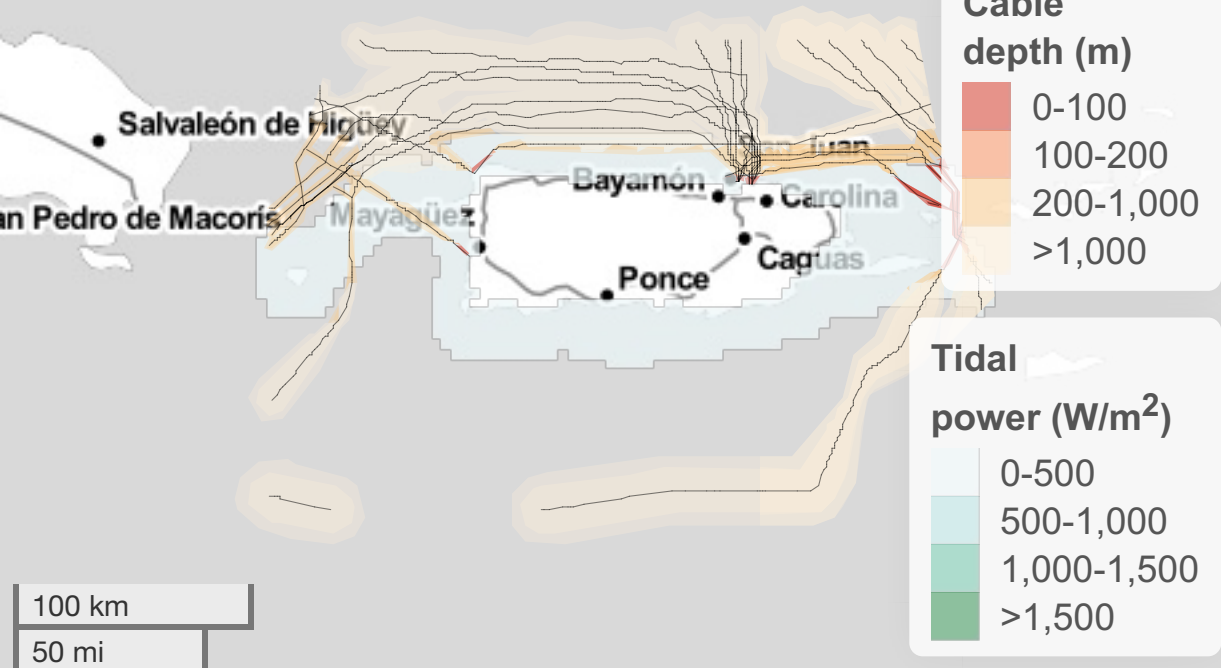 Cable
depth (m)
0-100
100-200
200-1,000
>1,000
Salvaleón de Higüey
San Juan
Bayamón
Carolina
an Pedro de Macorís
Mayagüez
Caguas
Ponce
Tidal
power (W/m²)
0-500
500-1,000
1,000-1,500
>1,500
100 km
50 mi